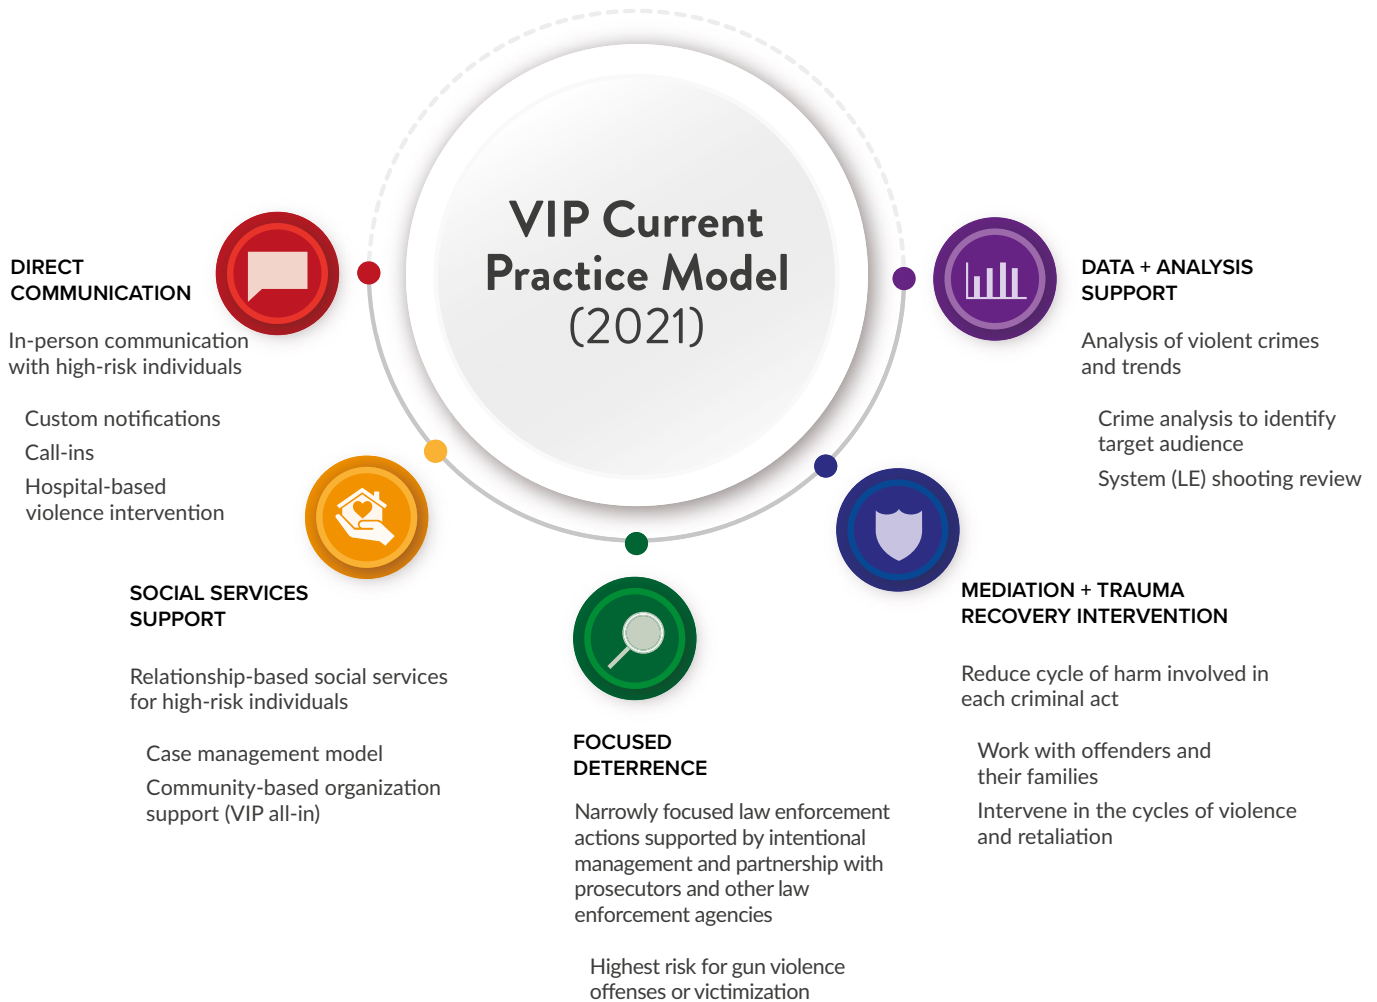 VIP Current
Practice Model
(2021)
DIRECT
COMMUNICATION
In-person communication
with high-risk individuals
Custom notifications
Call-ins
Hospital-based
violence intervention
SOCIAL SERVICES
SUPPORT
Relationship-based social services
for high-risk individuals
Case management model
Community-based organization
support (VIP all-in)
FOCUSED
DETERRENCE
Narrowly focused law enforcement
actions supported by intentional
management and partnership with
prosecutors and other law
enforcement agencies
Highest risk for gun violence
offenses or victimization
MEDIATION + TRAUMA
RECOVERY INTERVENTION
Reduce cycle of harm involved in
each criminal act
Work with offenders and
their families
Intervene in the cycles of violence
and retaliation
DATA + ANALYSIS
SUPPORT
Analysis of violent crimes
and trends
Crime analysis to identify
target audience
System (LE) shooting review